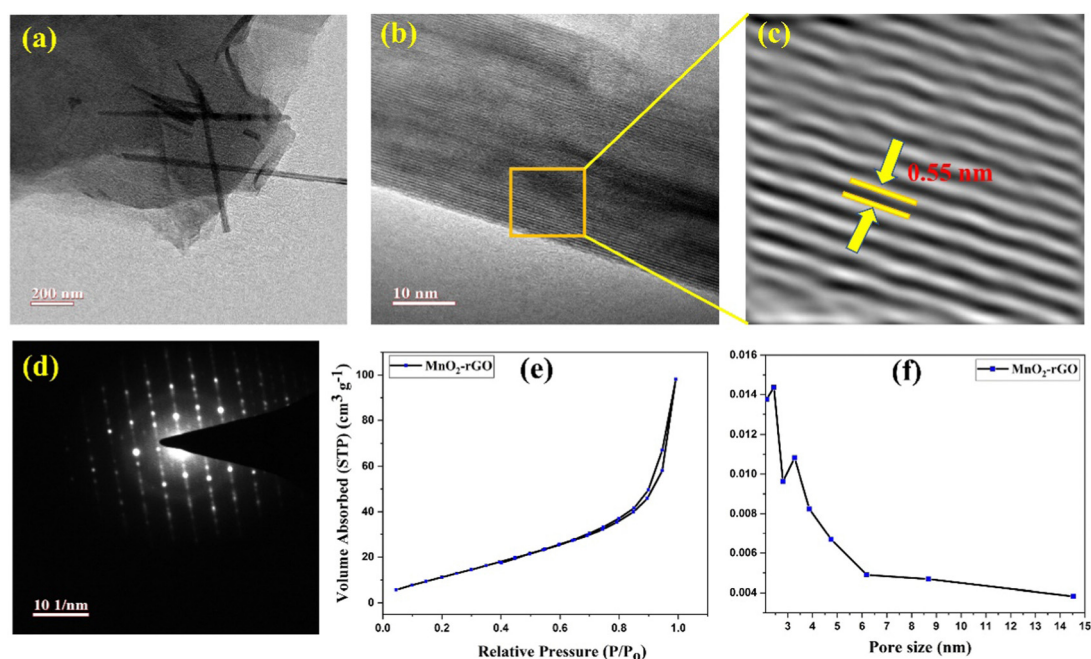 (a)
200 nm
(b)
10 nm
(c)
0.55 nm
(d)
10 1/nm
MnO₂-rGO
(e)
100
80
60
40
20
0
Volume Absorbed (STP) (cm³ g⁻¹)
0.0 0.2 0.4 0.6 0.8 1.0
Relative Pressure (P/P₀)
(f)
MnO₂-rGO
0.016
0.014
0.012
0.010
0.008
0.006
0.004
3 4 5 6 7 8 9 10 11 12 13 14 15
Pore size (nm)